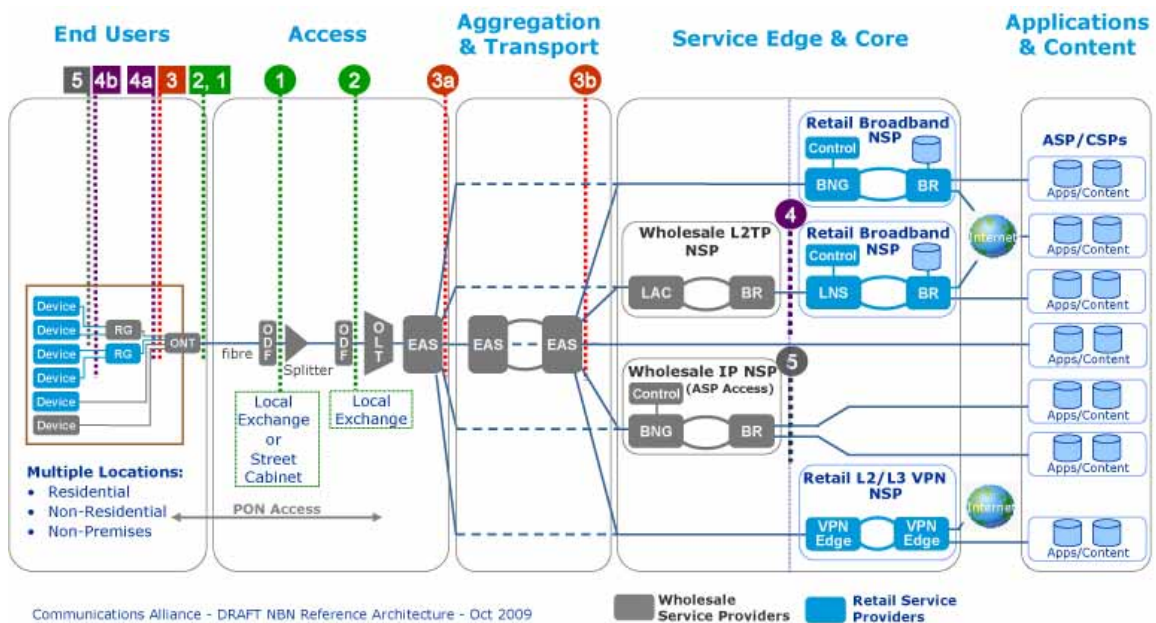 End Users
Access
Aggregation
& Transport
Service Edge & Core
Applications
& Content
5
4b
4a
3
2, 1
1
2
3a
3b
Device
Device
Device
Device
Device
Device
RG
RG
ONT
fibre
ODF
Splitter
ODF
OLT
EAS
EAS
EAS
Local
Exchange
or
Street
Cabinet
Local
Exchange
Multiple Locations:
• Residential
• Non-Residential
• Non-Premises
PON Access
Retail Broadband
NSP
Control
BNG
BR
4
Wholesale L2TP
NSP
LAC
BR
Retail Broadband
NSP
Control
LNS
BR
Internet
5
Wholesale IP NSP
(ASP Access)
Control
BNG
BR
Retail L2/L3 VPN
NSP
VPN
Edge
VPN
Edge
Internet
ASP/CSPs
Apps/Content
Apps/Content
Apps/Content
Apps/Content
Apps/Content
Apps/Content
Apps/Content
Communications Alliance - DRAFT NBN Reference Architecture - Oct 2009
Wholesale
Service Providers
Retail Service
Providers